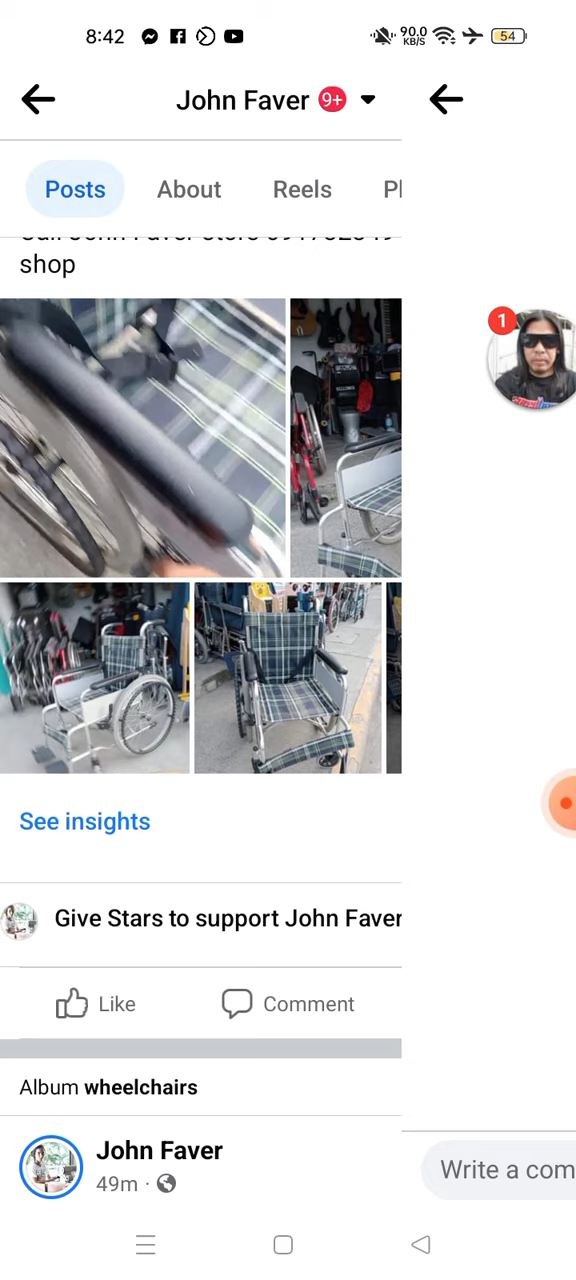 8:42
90.0
KB/S
54
John Faver 9+
Posts About Reels
shop
1
See insights
Give Stars to support John Faver
Like Comment
Album wheelchairs
John Faver
49m ·
Write a com